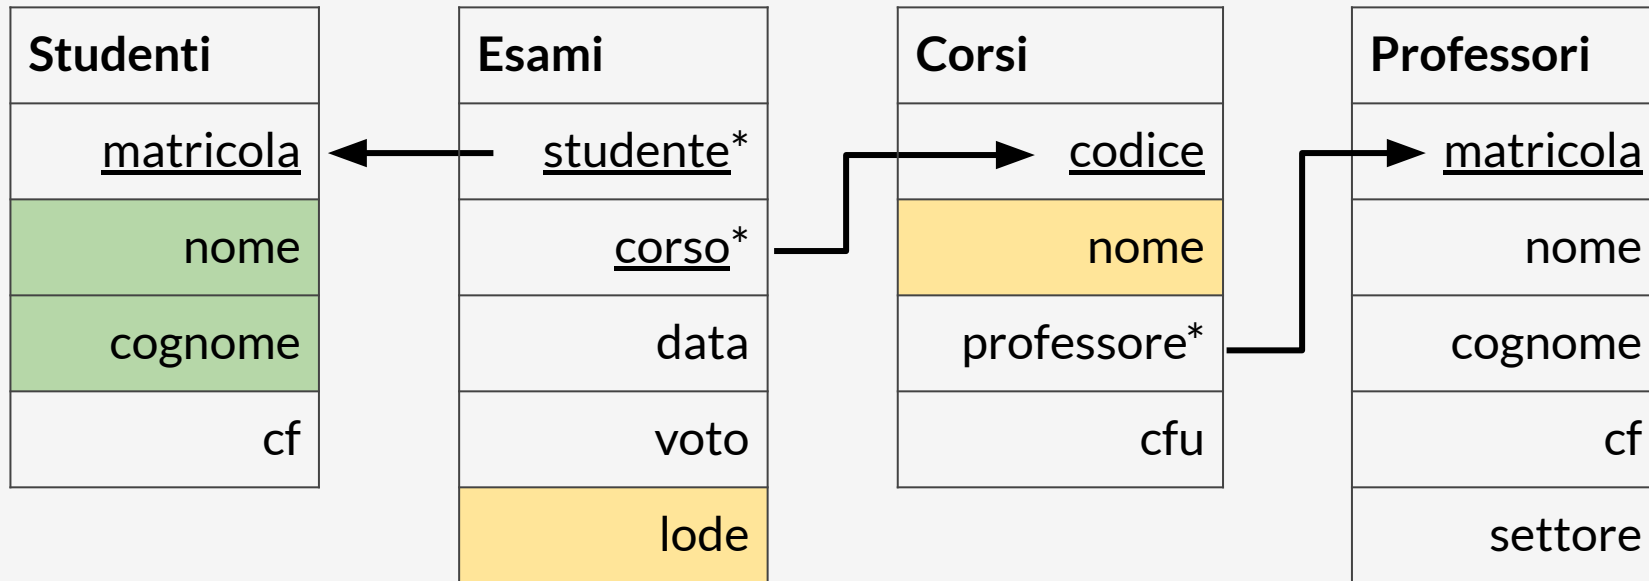 Studenti
matricola
nome
cognome
cf
Esami
studente*
corso*
data
voto
lode
Corsi
codice
nome
professore*
cfu
Professori
matricola
nome
cognome
cf
settore